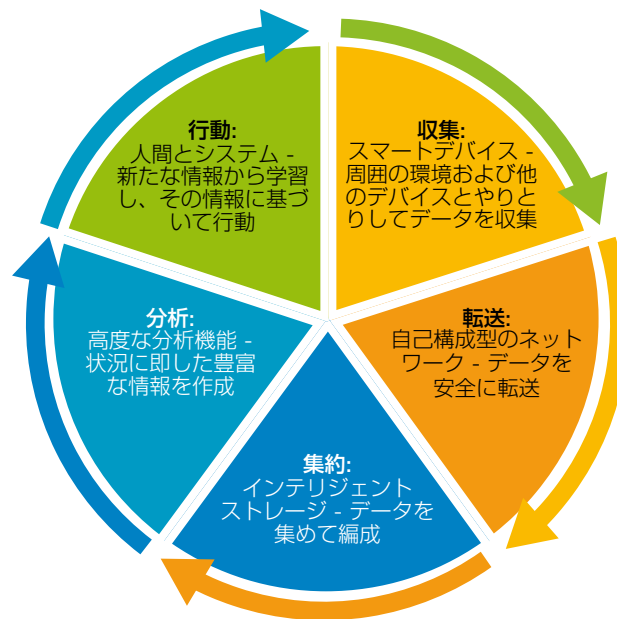 収集:
スマートデバイス -
周囲の環境および他
のデバイスとやりと
りしてデータを収集
転送:
自己構成型のネット
ワーク - データを
安全に転送
集約:
インテリジェント
ストレージ - データを
集めて編成
分析:
高度な分析機能 -
状況に即した豊富
な情報を作成
行動:
人間とシステム -
新たな情報から学習
し、その情報に基づ
いて行動